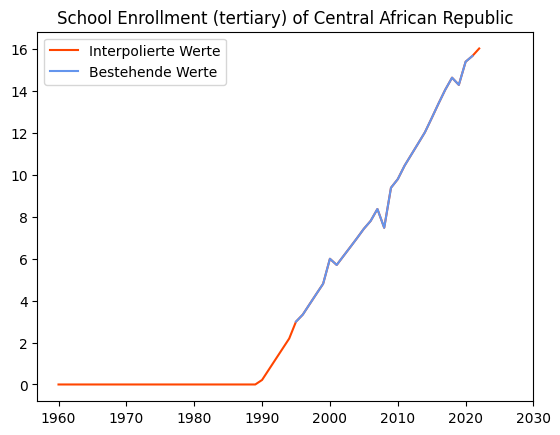 School Enrollment (tertiary) of Central African Republic
Interpolierte Werte
Bestehende Werte
16
14
12
10
8
6
4
2
0
1960 1970 1980 1990 2000 2010 2020 2030